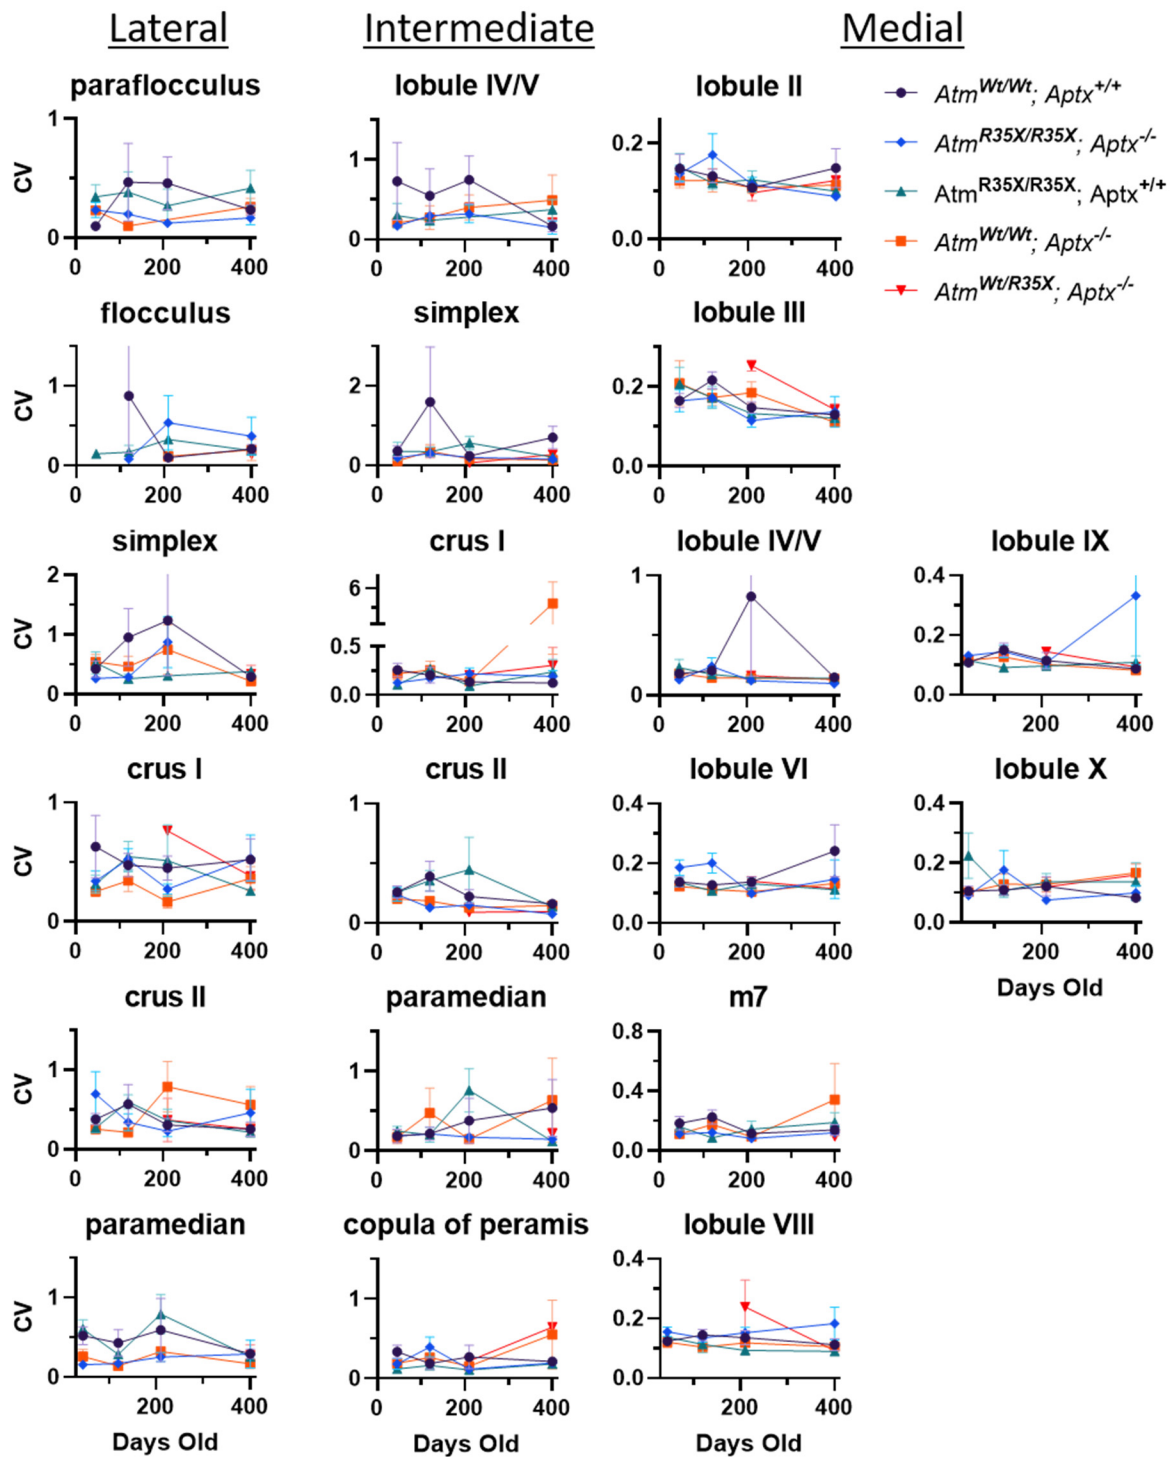 Lateral Intermediate Medial
paraflocculus lobule IV/V lobule II
Atm^Wt/Wt; Aptx^+/+
Atm^R35X/R35X; Aptx^-/-
Atm^R35X/R35X; Aptx^+/+
Atm^Wt/Wt; Aptx^-/-
Atm^Wt/R35X; Aptx^-/-
CV 1 0 1 0 0.2 0.0
0 200 400 0 200 400 0 200 400
flocculus simplex lobule III
CV 1 0 2 0 0.2 0.0
0 200 400 0 200 400 0 200 400
simplex crus I lobule IV/V lobule IX
CV 2 1 0 6 0.5 0.0 1 0 0.4 0.2 0.0
0 200 400 0 200 400 0 200 400 200 400
crus I crus II lobule VI lobule X
CV 1 0 1 0 0.4 0.2 0.0 0.4 0.2 0.0
0 200 400 0 200 400 0 200 400 200 400
Days Old
crus II paramedian m7
CV 1 0 1 0 0.8 0.4 0.0
0 200 400 0 200 400 0 200 400
paramedian copula of peramis lobule VIII
CV 1 0 1 0 0.4 0.2 0.0
200 400 0 200 400 200 400
Days Old Days Old Days Old